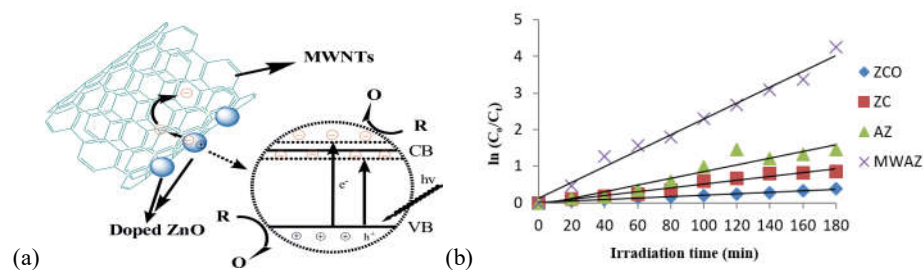 MWNTs
O
R
CB
e-
hν
R
h+
VB
O
Doped ZnO
(a)
5
4
3
2
1
0
ln (C₀/Cₜ)
0 20 40 60 80 100 120 140 160 180
Irradiation time (min)
ZCO
ZC
AZ
MWAZ
(b)